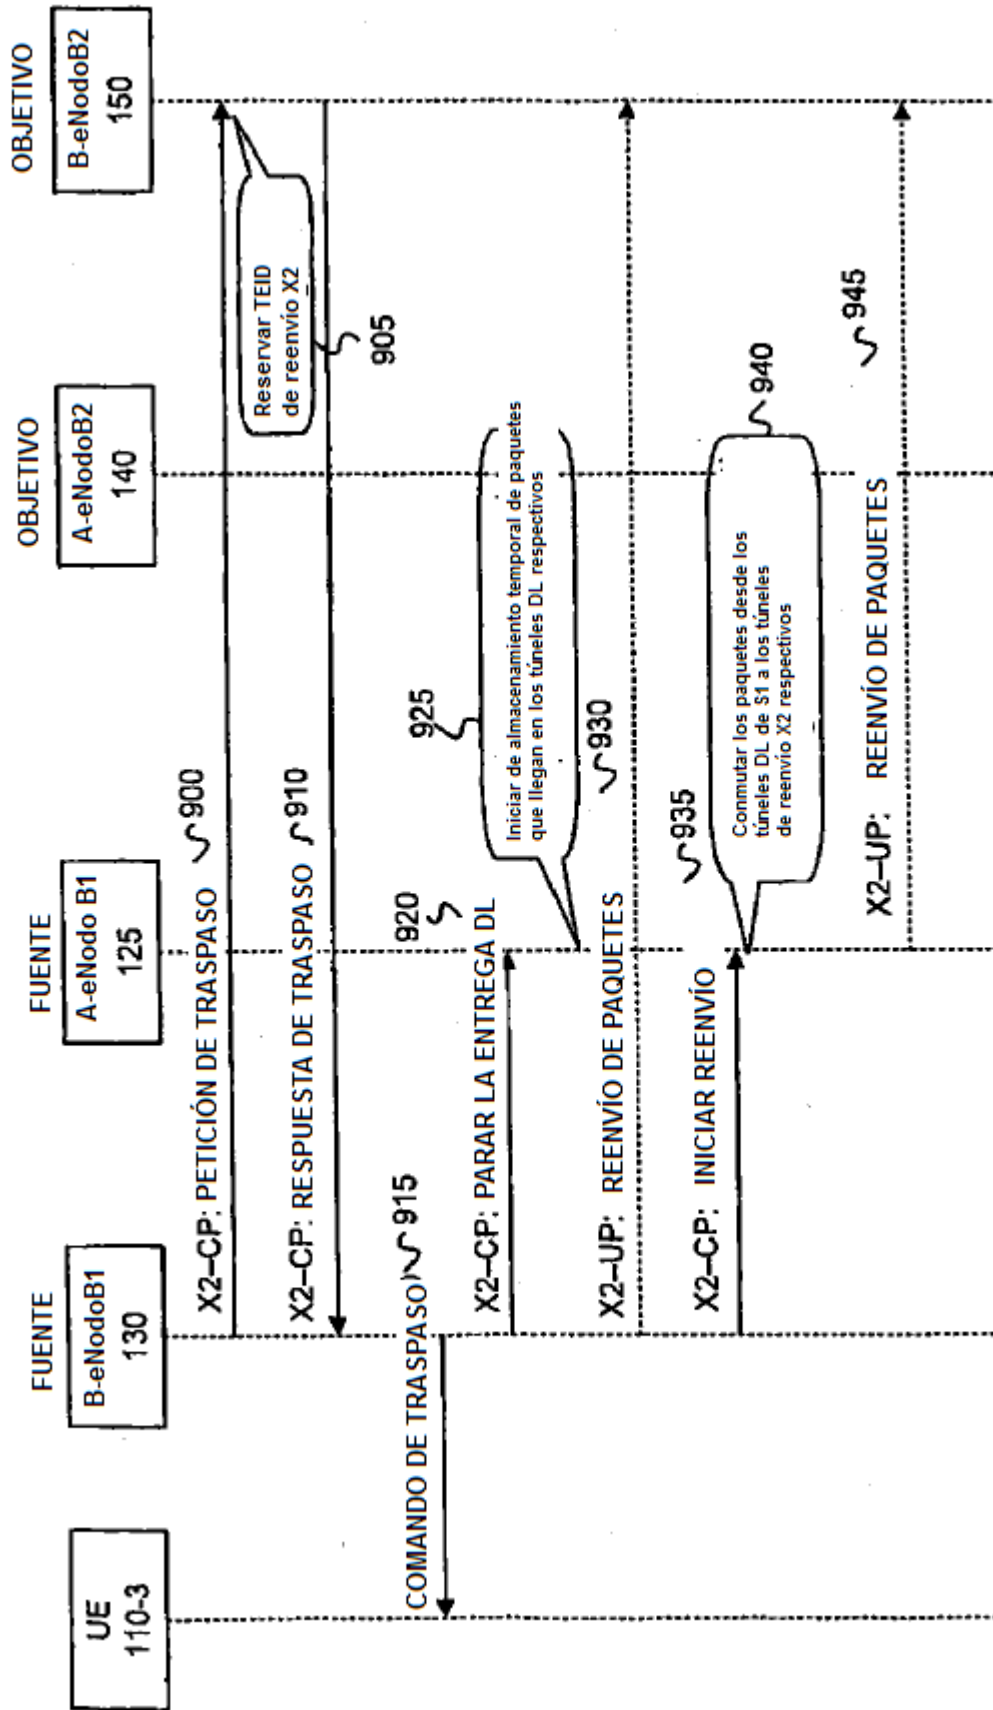 UE
110-3
FUENTE
B-eNodoB1
130
FUENTE
A-eNodo B1
125
OBJETIVO
A-eNodoB2
140
OBJETIVO
B-eNodoB2
150
X2-CP: PETICIÓN DE TRASPASO 900
Reservar TEID
de reenvío X2
905
X2-CP: RESPUESTA DE TRASPASO 910
COMANDO DE TRASPASO) 915
920
X2-CP: PARAR LA ENTREGA DL
925
Iniciar de almacenamiento temporal de paquetes
que llegan en los túneles DL respectivos
930
X2-UP: REENVÍO DE PAQUETES
935
X2-CP: INICIAR REENVÍO
940
Conmutar los paquetes desde los
túneles DL de S1 a los túneles
de reenvío X2 respectivos
945
X2-UP: REENVÍO DE PAQUETES